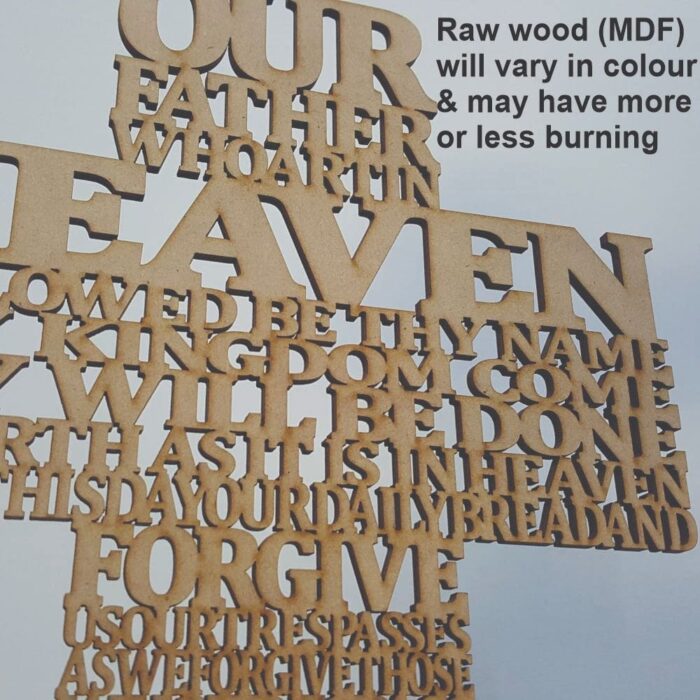 Raw wood (MDF)
will vary in colour
& may have more
or less burning
OUR
FATHER
WHO ART IN
EAVEN
OWED BE THY NAME
KINGDOM COME
Y WILL BE DONE
RTH AS IT IS IN HEAVEN
THIS DAY OUR DAILY BREAD AND
FORGIVE
US OUR TRESPASSES
AS WE FORGIVE THOSE